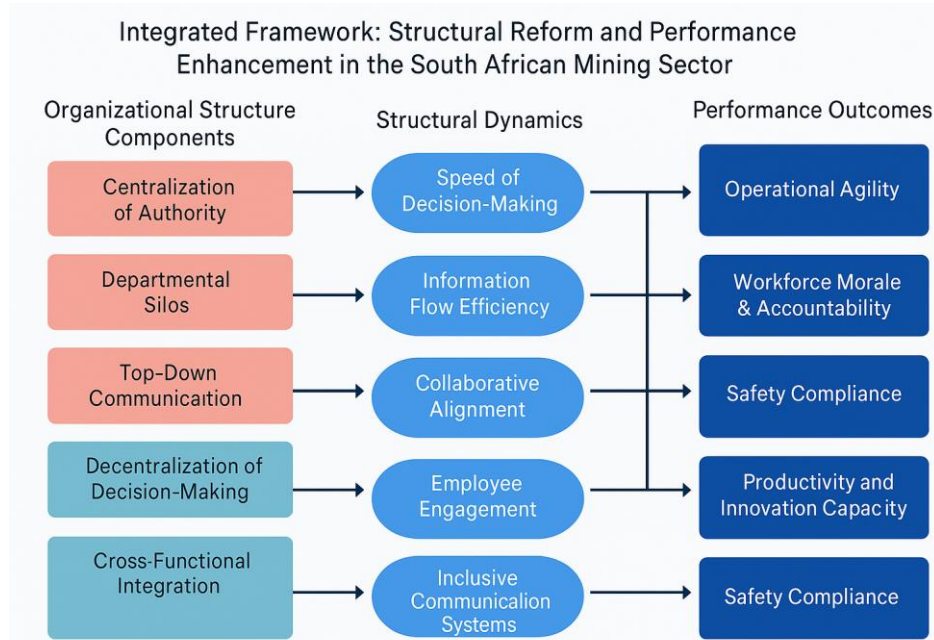 Integrated Framework: Structural Reform and Performance
Enhancement in the South African Mining Sector
Organizational Structure
Components
Structural Dynamics
Performance Outcomes
Centralization
of Authority
Speed of
Decision-Making
Operational Agility
Departmental
Silos
Information
Flow Efficiency
Workforce Morale
& Accountability
Top-Down
Communicaıtion
Collaborative
Alignment
Safety Compliance
Decentralization of
Decision-Making
Employee
Engagement
Productivity and
Innovation Capacity
Cross-Functional
Integration
Inclusive
Communicalion
Systems
Safety Compliance